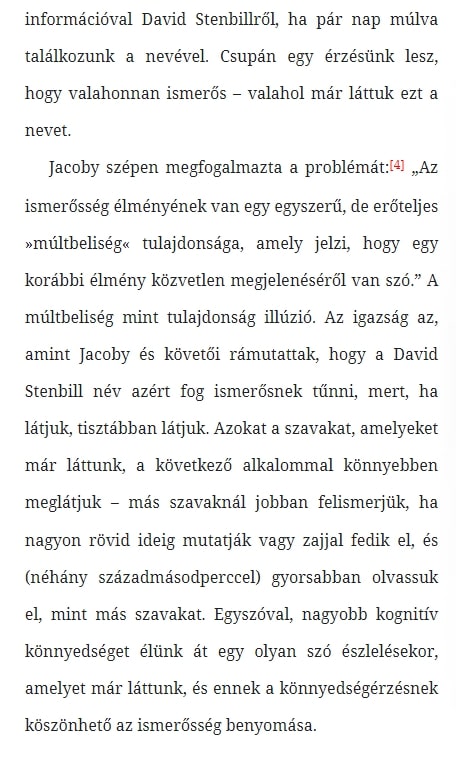 információval David Stenbillről, ha pár nap múlva
találkozunk a nevével. Csupán egy érzésünk lesz,
hogy valahonnan ismerős – valahol már láttuk ezt a
nevet.
Jacoby szépen megfogalmazta a problémát:[4] „Az
ismerősség élményének van egy egyszerű, de erőteljes
»múltbeliség« tulajdonsága, amely jelzi, hogy egy
korábbi élmény közvetlen megjelenéséről van szó.” A
múltbeliség mint tulajdonság illúzió. Az igazság az,
amint Jacoby és követői rámutattak, hogy a David
Stenbill név azért fog ismerősnek tűnni, mert, ha
látjuk, tisztábban látjuk. Azokat a szavakat, amelyeket
már láttunk, a következő alkalommal könnyebben
meglátjuk – más szavaknál jobban felismerjük, ha
nagyon rövid ideig mutatják vagy zajjal fedik el, és
(néhány századmásodperccel) gyorsabban olvassuk
el, mint más szavakat. Egyszóval, nagyobb kognitív
könnyedséget élünk át egy olyan szó észlelésekor,
amelyet már láttunk, és ennek a könnyedségérzésnek
köszönhető az ismerősség benyomása.